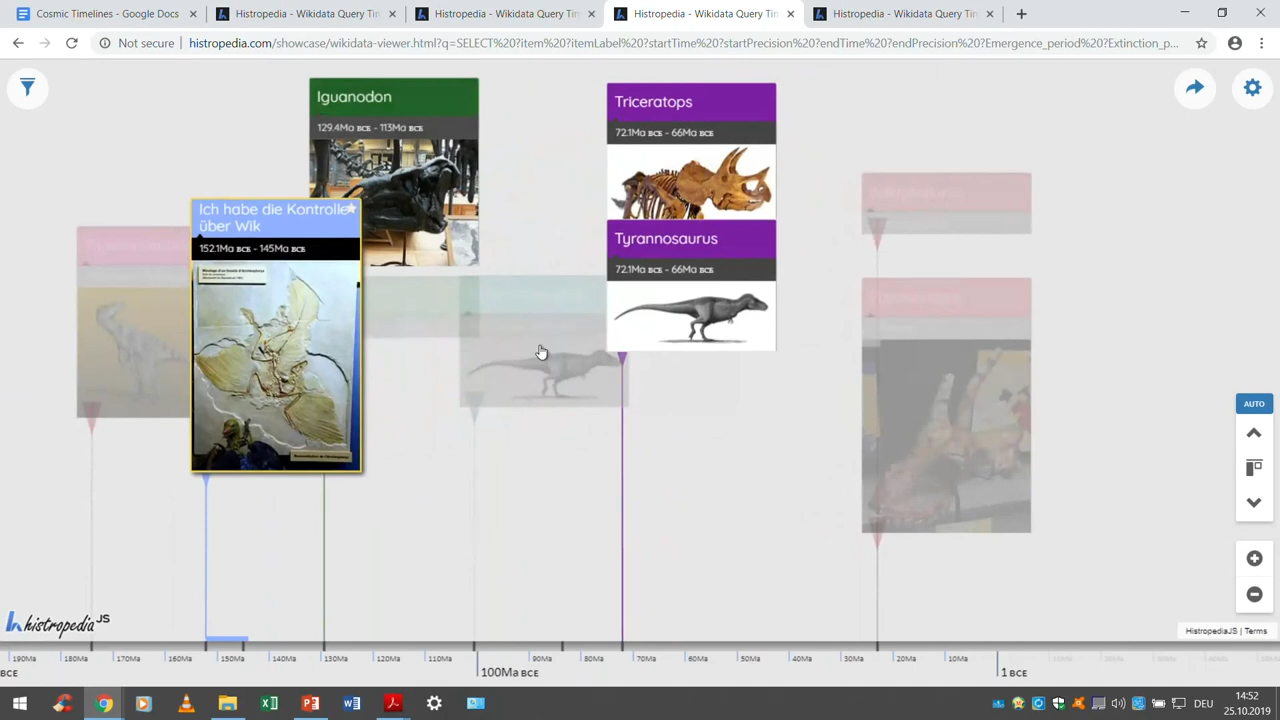 Cosmic Timelines - Google Docs
Histropedia - Wikidata Query Tim
Histropedia - Wikidata Query Tim
Histropedia - Wikidata Query Tim
Histropedia - Wikidata Query Tim
Not secure | histropedia.com/showcase/wikidata-viewer.html?q=SELECT%20?item%20?itemLabel%20?startTime%20?startPrecision%20?endTime%20?endPrecision%20?Emergence_period%20?Extinction_p...
Iguanodon
129.4Ma BCE - 113Ma BCE
Triceratops
72.1Ma BCE - 66Ma BCE
Ich habe die Kontrolle
über Wik
152.1Ma BCE - 145Ma BCE
Tyrannosaurus
72.1Ma BCE - 66Ma BCE
AUTO
histropedia JS
HistropediaJS | Terms
190Ma 180Ma 170Ma 160Ma 150Ma 140Ma 130Ma 120Ma 110Ma 90Ma 80Ma 70Ma 60Ma 50Ma 40Ma 30Ma 20Ma 10Ma
BCE 100Ma BCE 1 BCE
DEU
14:52
25.10.2019